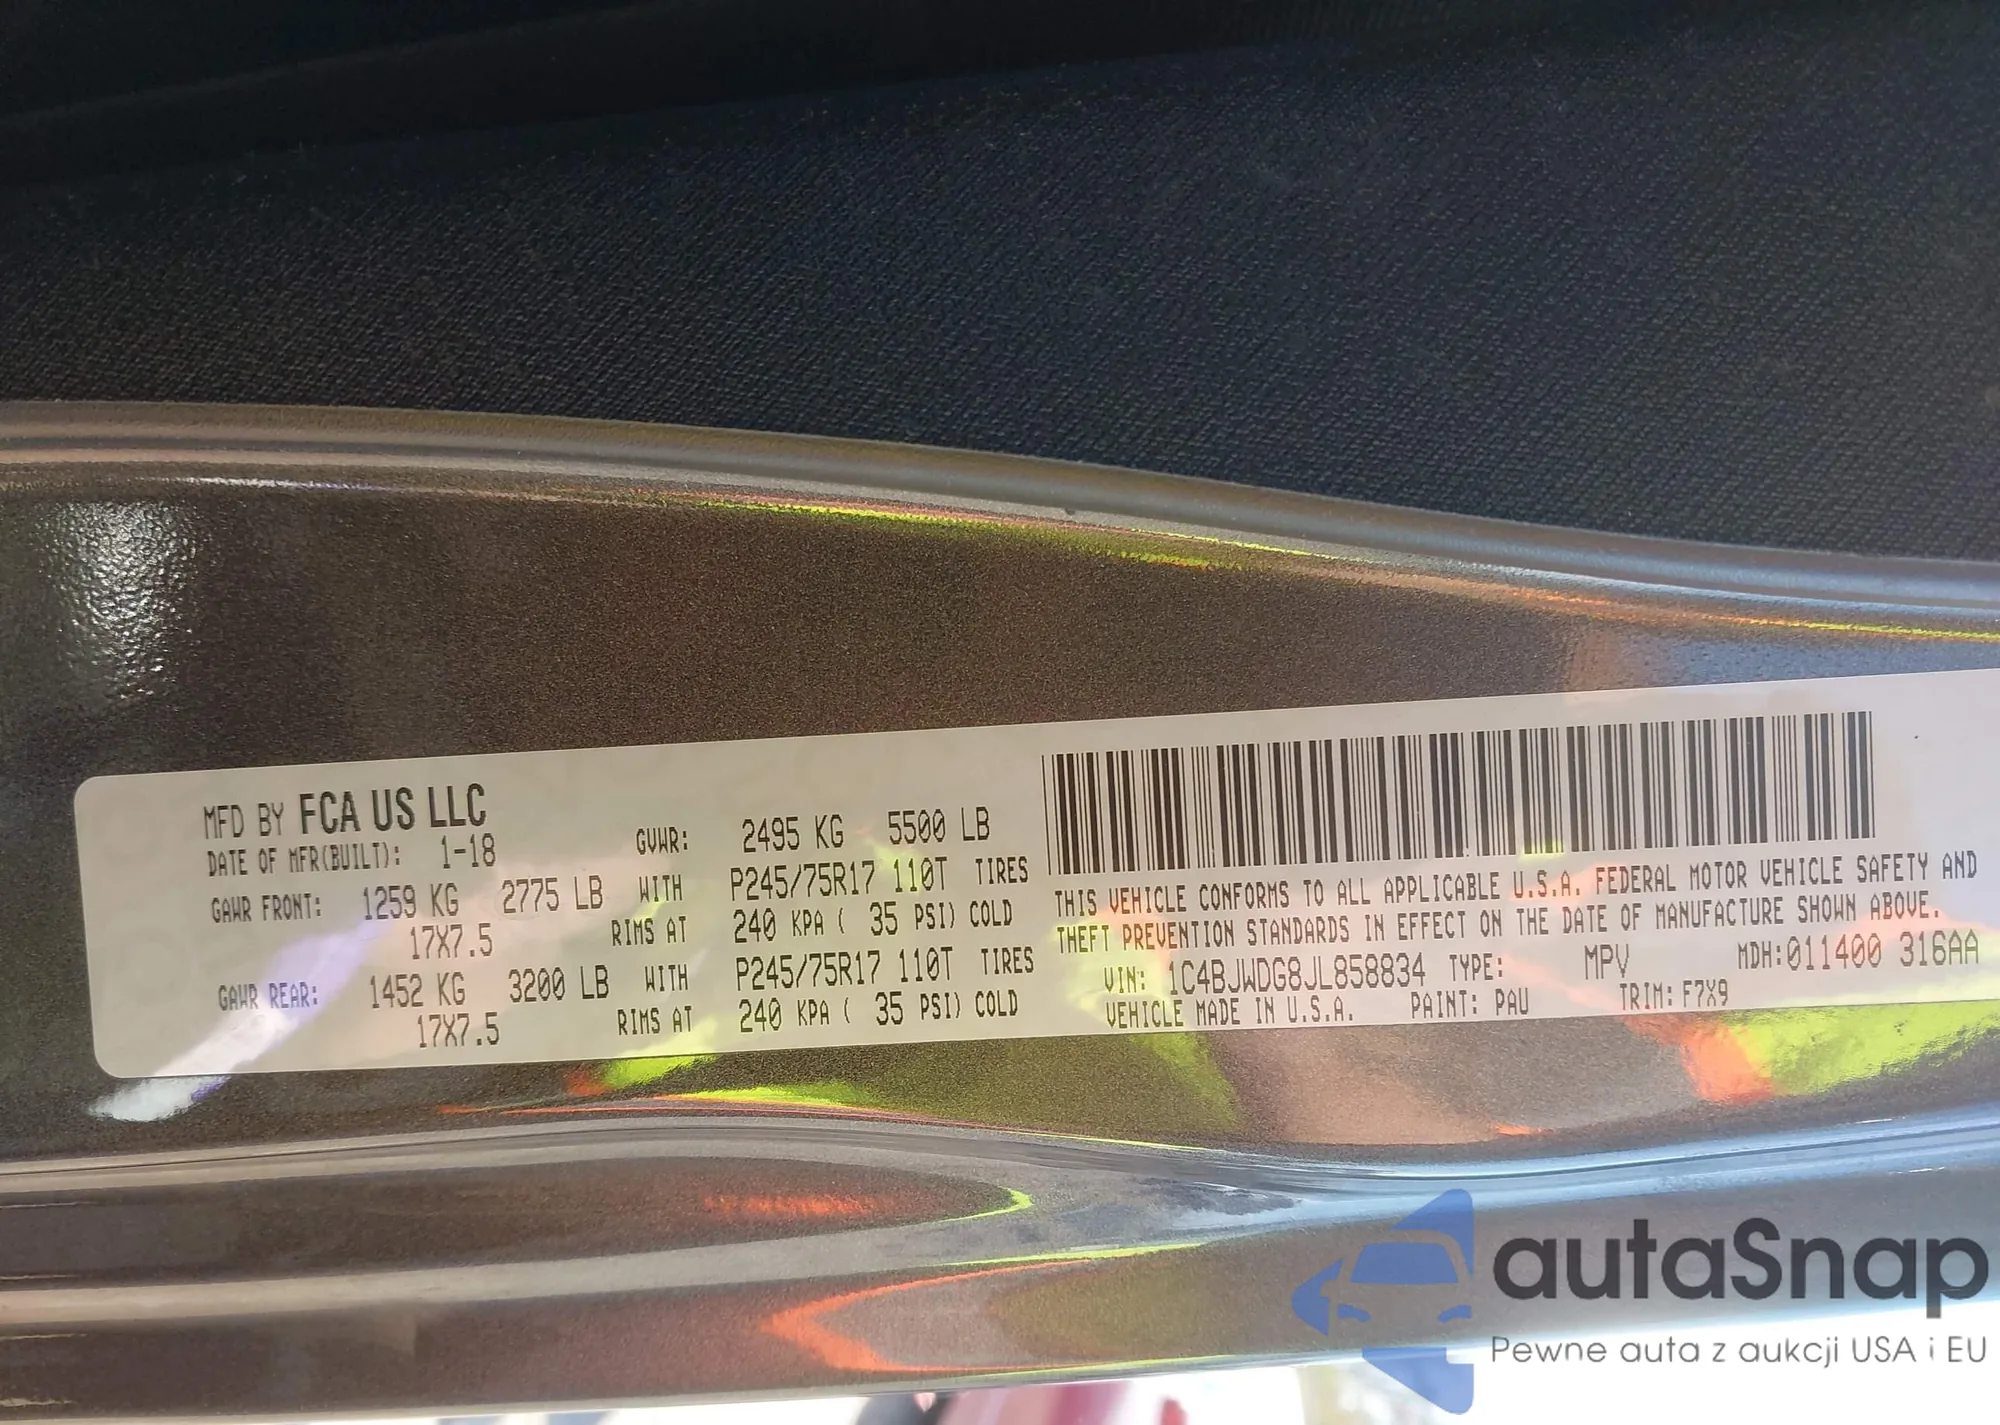 MFD BY FCA US LLC
DATE OF MFR(BUILT): 1-18 GVWR: 2495 KG 5500 LB
GAWR FRONT: 1259 KG 2775 LB WITH P245/75R17 110T TIRES
17X7.5 RIMS AT 240 KPA ( 35 PSI) COLD
GAWR REAR: 1452 KG 3200 LB WITH P245/75R17 110T TIRES
17X7.5 RIMS AT 240 KPA ( 35 PSI) COLD
THIS VEHICLE CONFORMS TO ALL APPLICABLE U.S.A. FEDERAL MOTOR VEHICLE SAFETY AND
THEFT PREVENTION STANDARDS IN EFFECT ON THE DATE OF MANUFACTURE SHOWN ABOVE.
VIN: 1C4BJWDG8JL858834 TYPE: MPV MDH:011400 316AA
VEHICLE MADE IN U.S.A. PAINT: PAU TRIM: F7X9
autaSnap
Pewne auta z aukcji USA i EU